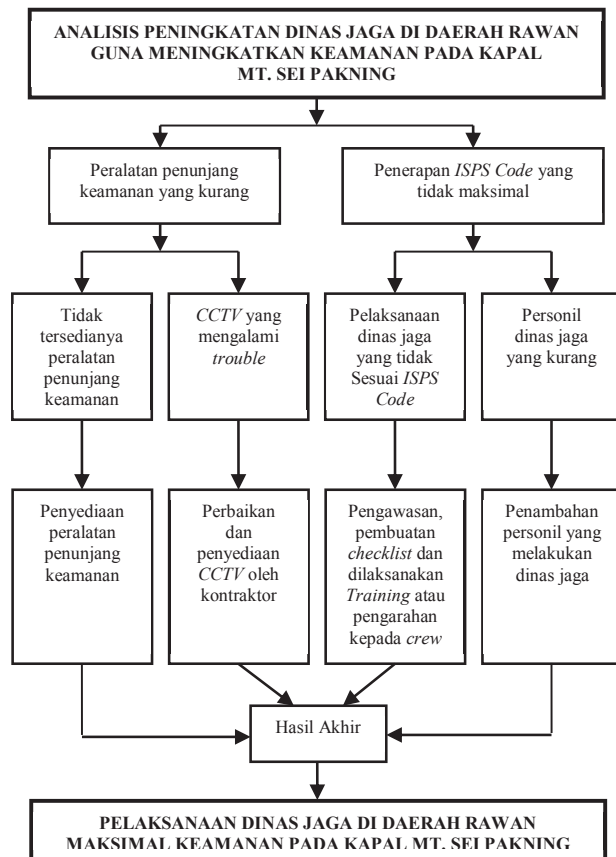 ANALISIS PENINGKATAN DINAS JAGA DI DAERAH RAWAN
GUNA MENINGKATKAN KEAMANAN PADA KAPAL
MT. SEI PAKNING
Peralatan penunjang
keamanan yang kurang
Penerapan ISPS Code yang
tidak maksimal
Tidak
tersedianya
peralatan
penunjang
keamanan
CCTV yang
mengalami
trouble
Pelaksanaan
dinas jaga
yang tidak
Sesuai ISPS
Code
Personil
dinas jaga
yang kurang
Penyediaan
peralatan
penunjang
keamanan
Perbaikan
dan
penyediaan
CCTV oleh
kontraktor
Pengawasan,
pembuatan
checklist dan
dilaksanakan
Training atau
pengarahan
kepada crew
Penambahan
personil yang
melakukan
dinas jaga
Hasil Akhir
PELAKSANAAN DINAS JAGA DI DAERAH RAWAN
MAKSIMAL KEAMANAN PADA KAPAL MT. SEI PAKNING